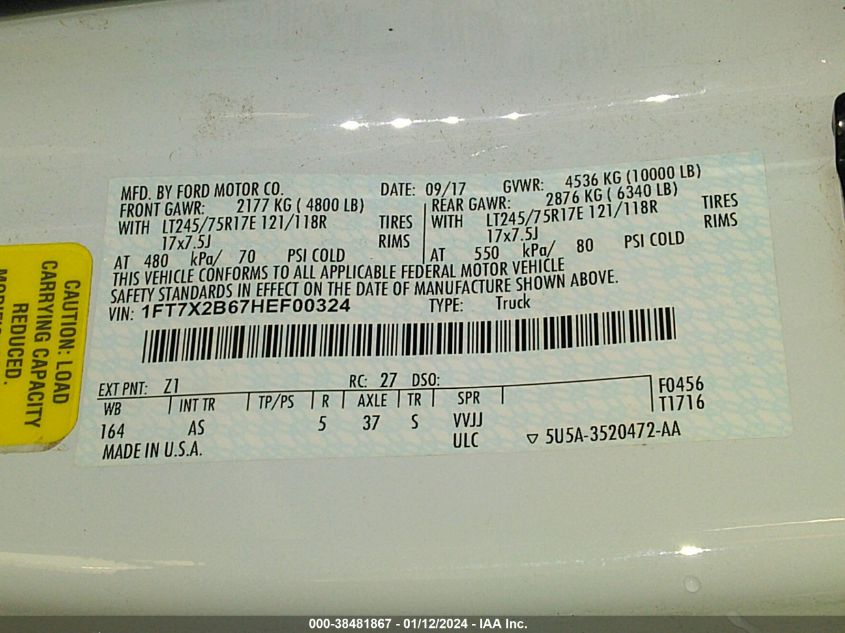 MFD. BY FORD MOTOR CO. DATE: 09/17 GVWR: 4536 KG (10000 LB)
FRONT GAWR: 2177 KG ( 4800 LB) REAR GAWR: 2876 KG ( 6340 LB)
WITH LT245/75R17E 121/118R TIRES WITH LT245/75R17E 121/118R TIRES
17x7.5J RIMS 17x7.5J RIMS
AT 480 kPa/ 70 PSI COLD AT 550 kPa/ 80 PSI COLD
THIS VEHICLE CONFORMS TO ALL APPLICABLE FEDERAL MOTOR VEHICLE
SAFETY STANDARDS IN EFFECT ON THE DATE OF MANUFACTURE SHOWN ABOVE.
VIN: 1FT7X2B67HEF00324 TYPE: Truck
EXT PNT: Z1 RC: 27 DSO: F0456
WB INT TR TP/PS R AXLE TR SPR T1716
164 AS 5 37 S VVJJ
MADE IN U.S.A. ULC ▽ 5U5A-3520472-AA
CAUTION: LOAD
CARRYING CAPACITY
REDUCED.
000-38481867 - 01/12/2024 - IAA Inc.